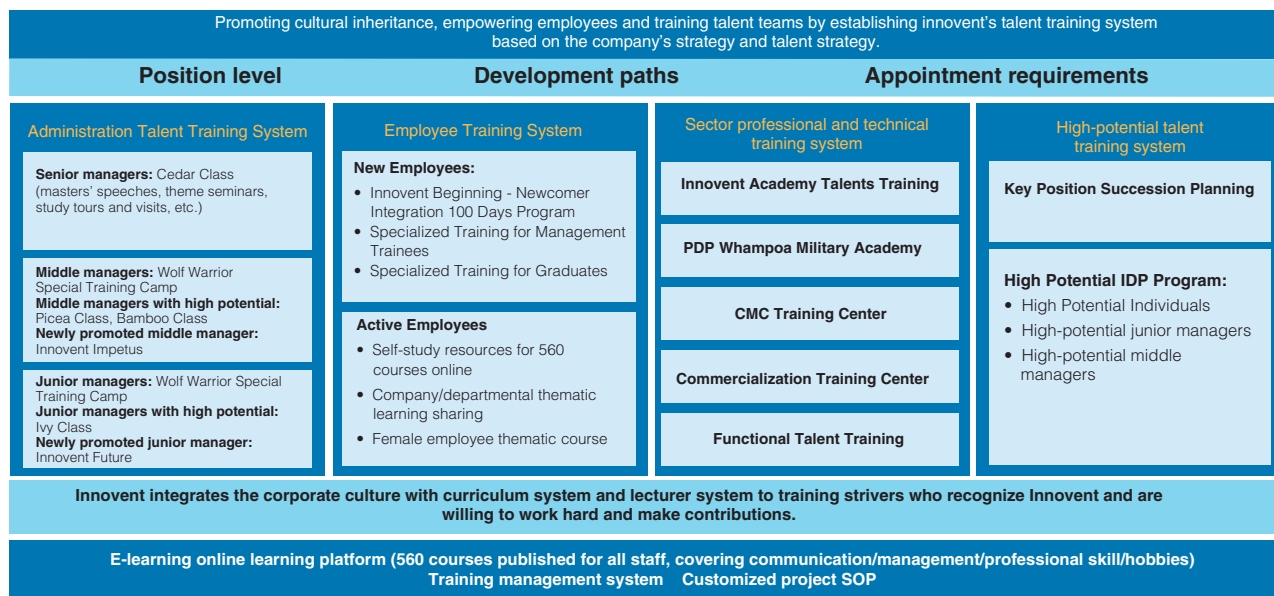 Promoting cultural inheritance, empowering employees and training talent teams by establishing innovent's talent training system
based on the company's strategy and talent strategy.
Position level
Development paths
Appointment requirements
Administration Talent Training System
Senior managers: Cedar Class
(masters' speeches, theme seminars,
study tours and visits, etc.)
Middle managers: Wolf Warrior
Special Training Camp
Middle managers with high potential:
Picea Class, Bamboo Class
Newly promoted middle manager:
Innovent Impetus
Junior managers: Wolf Warrior Special
Training Camp
Junior managers with high potential:
Ivy Class
Newly promoted junior manager:
Innovent Future
Employee Training System
New Employees:
• Innovent Beginning - Newcomer
Integration 100 Days Program
• Specialized Training for Management
Trainees
• Specialized Training for Graduates
Active Employees
• Self-study resources for 560
courses online
• Company/departmental thematic
learning sharing
• Female employee thematic course
Sector professional and technical
training system
Innovent Academy Talents Training
PDP Whampoa Military Academy
CMC Training Center
Commercialization Training Center
Functional Talent Training
High-potential talent
training system
Key Position Succession Planning
High Potential IDP Program:
• High Potential Individuals
• High-potential junior managers
• High-potential middle
managers
Innovent integrates the corporate culture with curriculum system and lecturer system to training strivers who recognize Innovent and are
willing to work hard and make contributions.
E-learning online learning platform (560 courses published for all staff, covering communication/management/professional skill/hobbies)
Training management system Customized project SOP